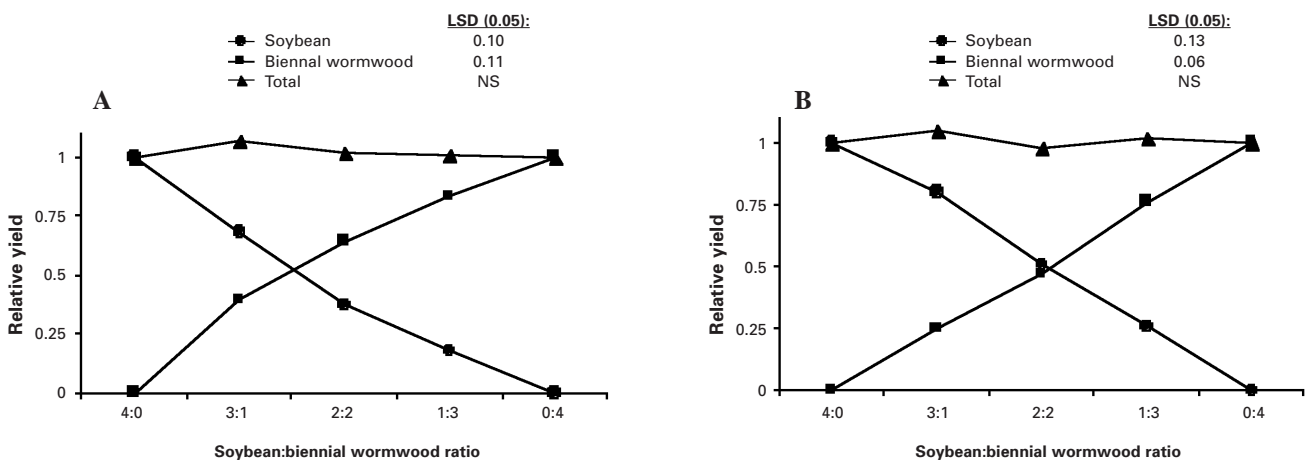 LSD (0.05):
Soybean 0.10
Biennal wormwood 0.11
Total NS
A
1
0.75
0.5
0.25
0
Relative yield
4:0 3:1 2:2 1:3 0:4
Soybean:biennial wormwood ratio
LSD (0.05):
Soybean 0.13
Biennial wormwood 0.06
Total NS
B
1
0.75
0.5
0.25
0
Relative yield
4:0 3:1 2:2 1:3 0:4
Soybean:biennial wormwood ratio